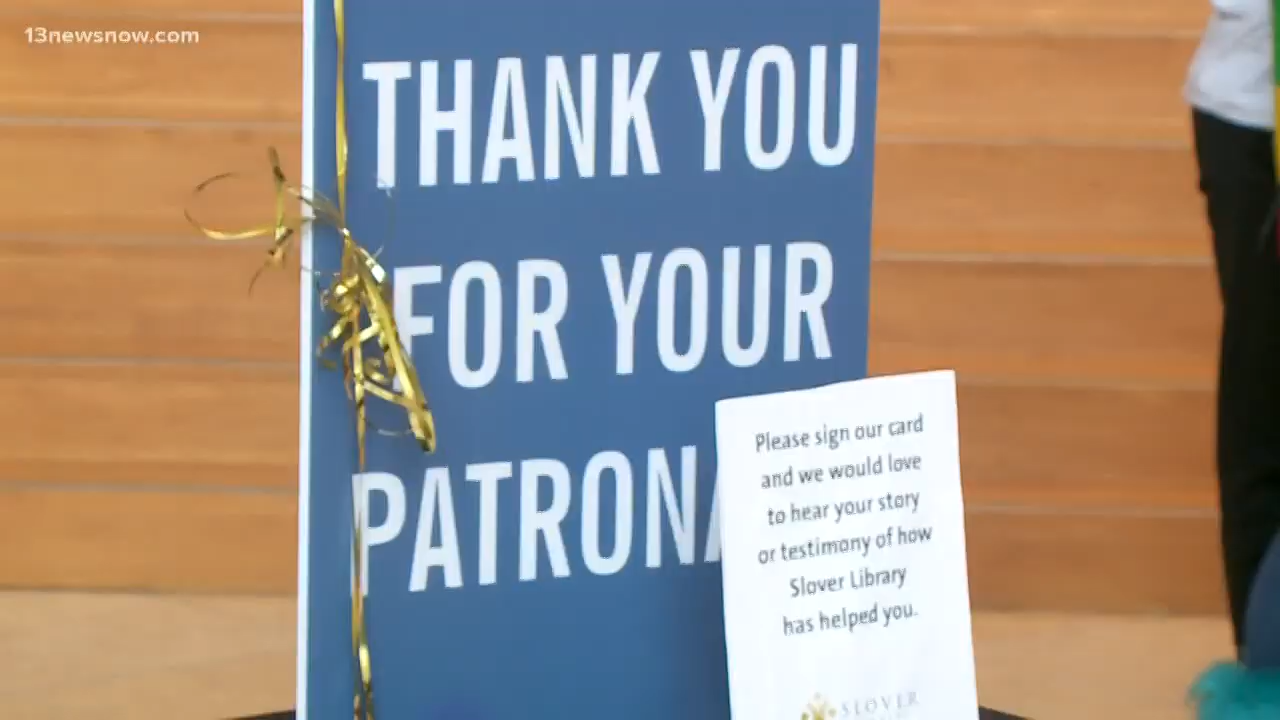 13newsnow.com
THANK YOU
FOR YOUR
PATRONA
Please sign our card
and we would love
to hear your story
or testimony of how
Slover Library
has helped you.
SLOVER